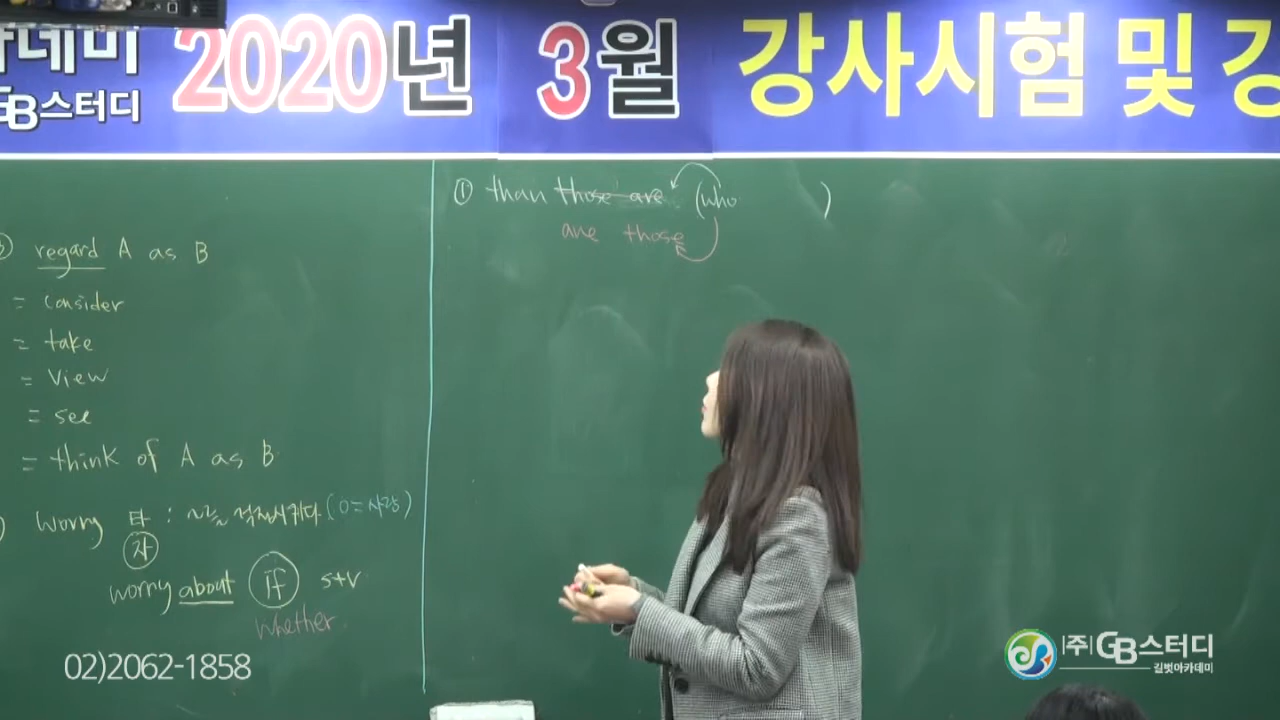 카데미 2020년 3월 강사시험 및 강
GB스터디
① than those are (who )
are those
regard A as B
= consider
= take
= view
= see
= think of A as B
worry 타 : ~를 걱정시키다 (O=사람)
자
worry about if s+v
whether
02)2062-1858
(주) GB스터디
길벗아카데미